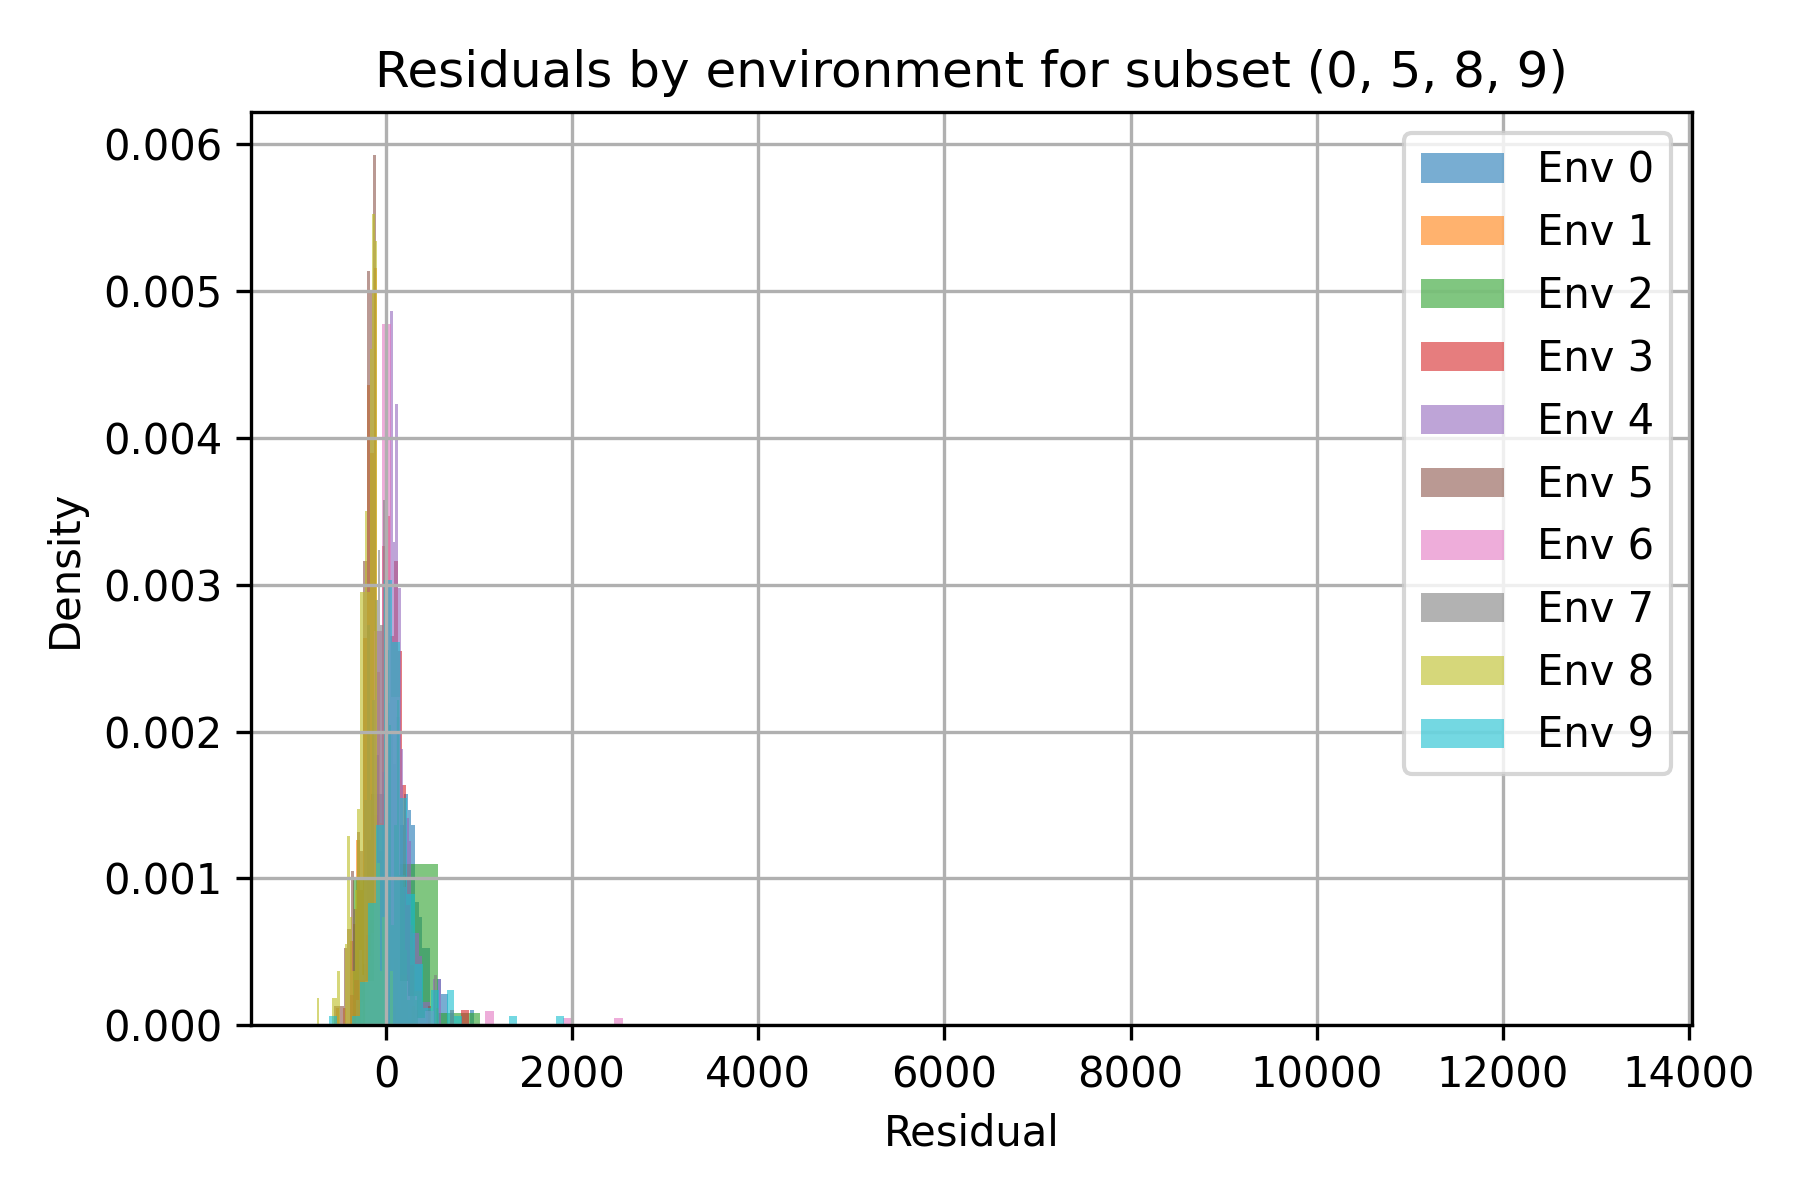 Residuals by environment for subset (0, 5, 8, 9)
0.006
0.005
0.004
0.003
0.002
0.001
0.000
Density
Env 0
Env 1
Env 2
Env 3
Env 4
Env 5
Env 6
Env 7
Env 8
Env 9
0 2000 4000 6000 8000 10000 12000 14000
Residual